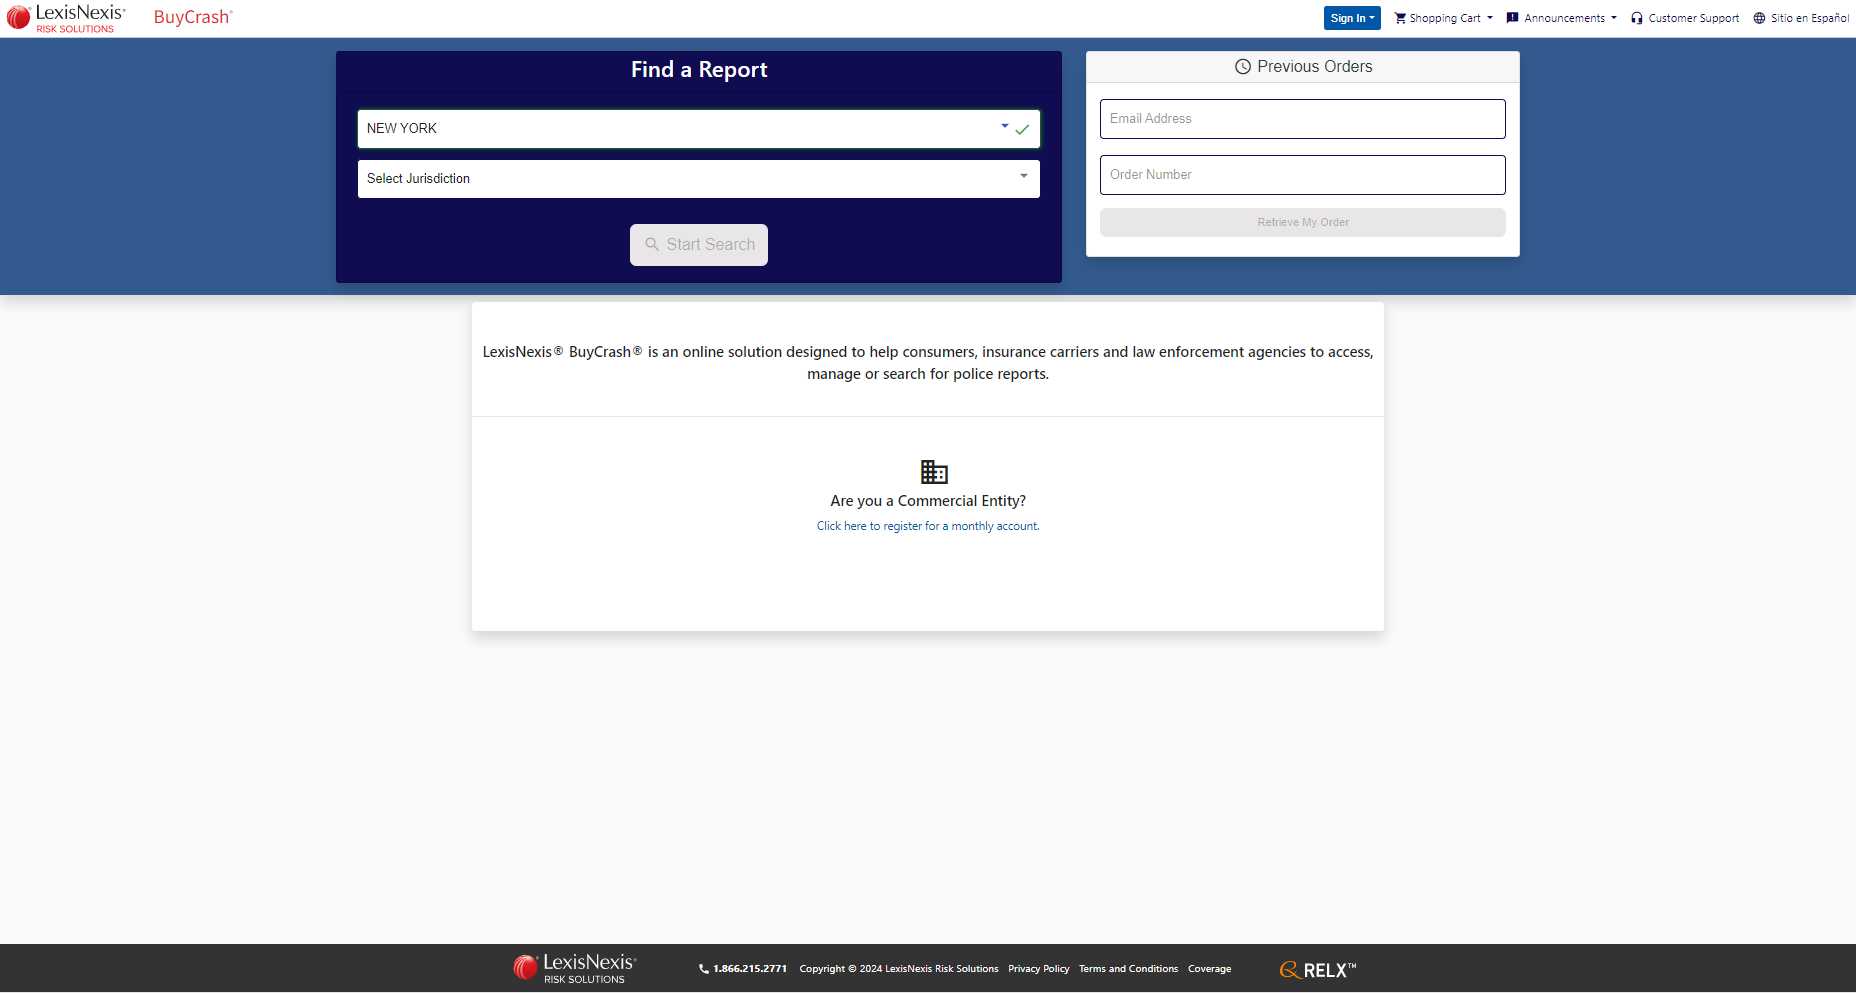 LexisNexis®
RISK SOLUTIONS
BuyCrash®
Sign In
Shopping Cart
Announcements
Customer Support
Sitio en Español
Find a Report
NEW YORK
Select Jurisdiction
Start Search
Previous Orders
Email Address
Order Number
Retrieve My Order
LexisNexis® BuyCrash® is an online solution designed to help consumers, insurance carriers and law enforcement agencies to access,
manage or search for police reports.
Are you a Commercial Entity?
Click here to register for a monthly account.
LexisNexis®
RISK SOLUTIONS
1.866.215.2771 Copyright © 2024 LexisNexis Risk Solutions Privacy Policy Terms and Conditions Coverage
RELX™